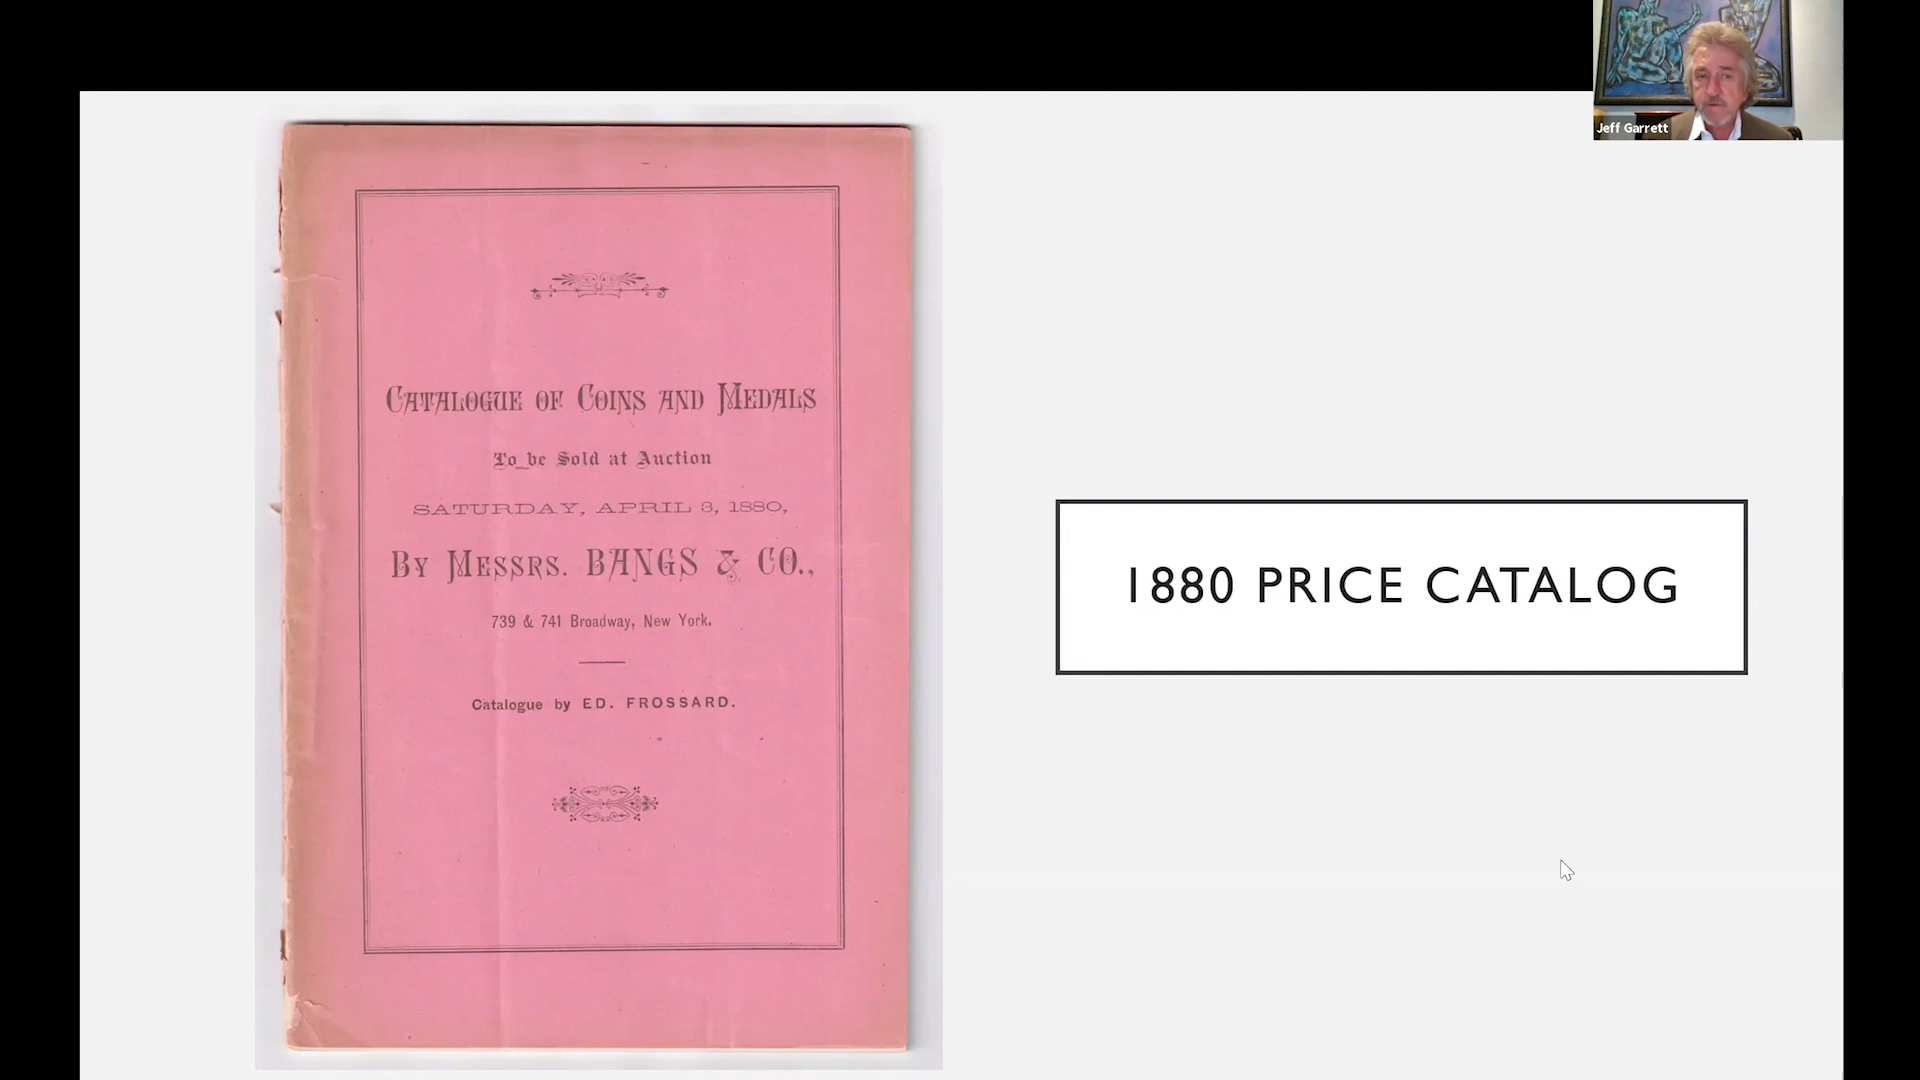 Catalogue of Coins and Medals
To be Sold at Auction
SATURDAY, APRIL 3, 1880,
By Messrs. BANGS & CO.,
739 & 741 Broadway, New York.
Catalogue by ED. FROSSARD.
1880 PRICE CATALOG
Jeff Garrett